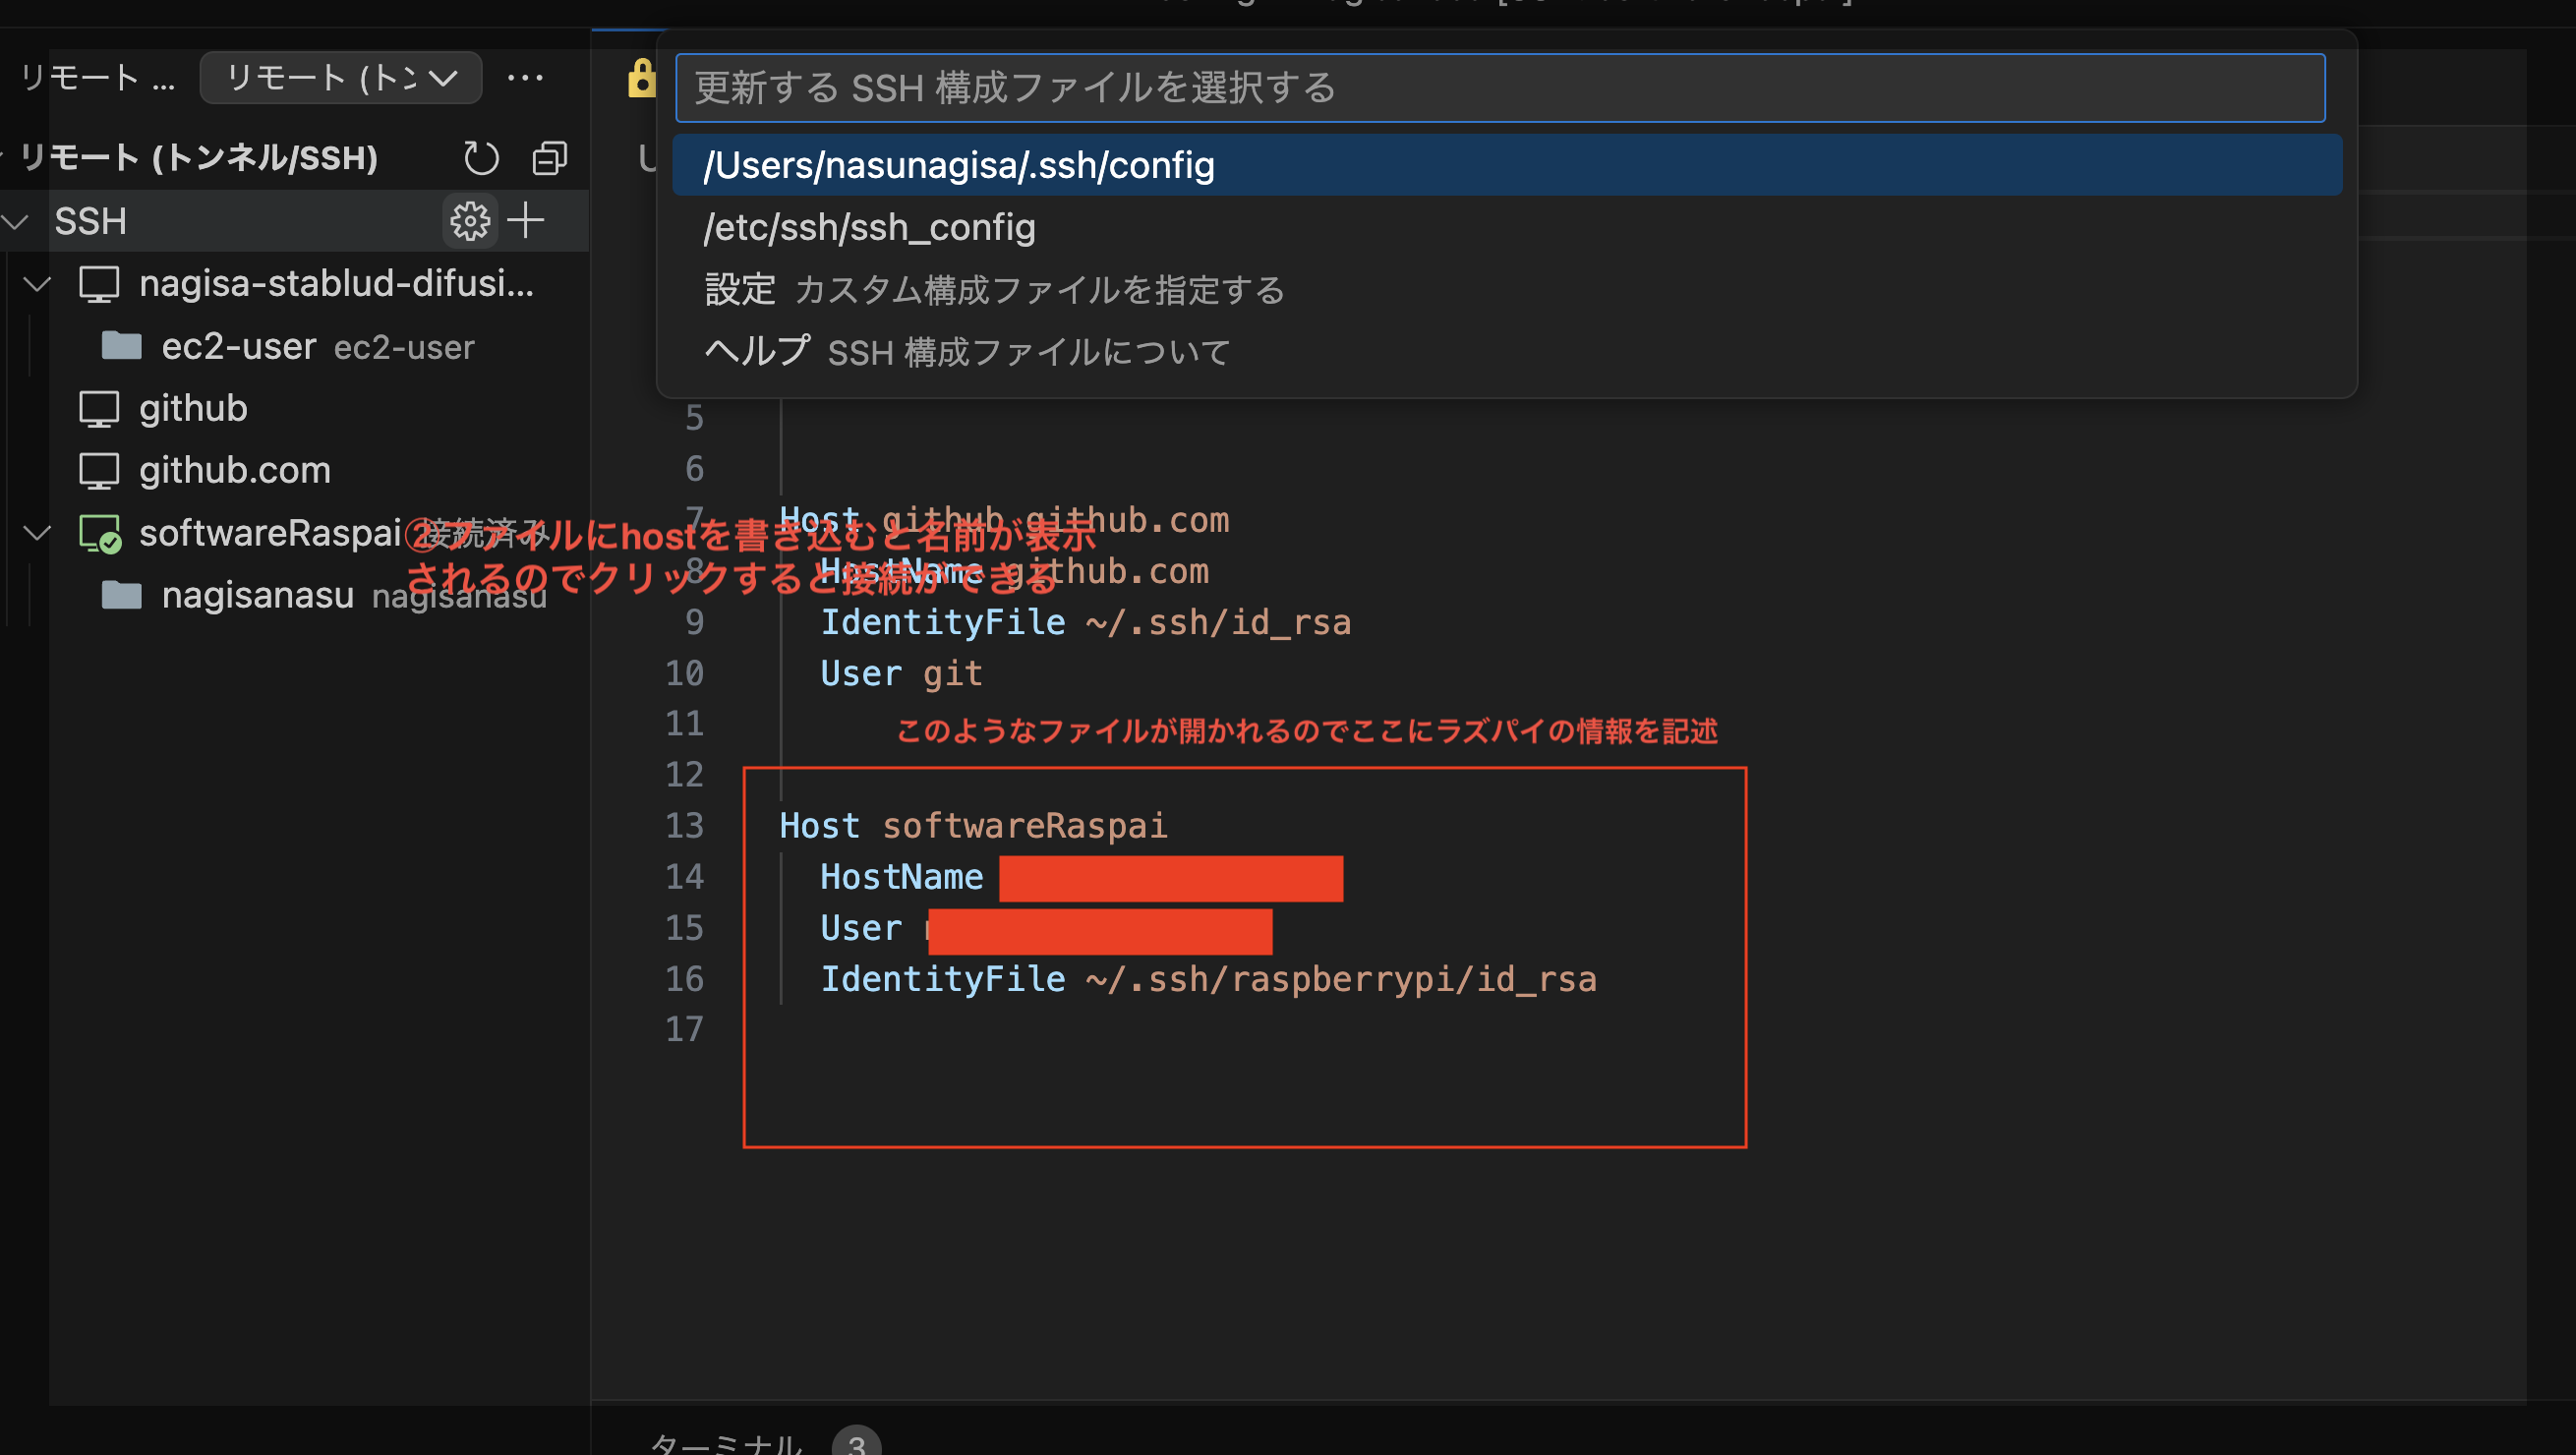 リモート ...
リモート (トン
リモート (トンネル/SSH)
SSH
nagisa-stablud-difusi...
ec2-user ec2-user
github
github.com
softwareRaspai 接続済み
nagisanasu nagisanasu
②ファイルにhostを書き込むと名前が表示
されるのでクリックすると接続ができる
更新する SSH 構成ファイルを選択する
/Users/nasunagisa/.ssh/config
/etc/ssh/ssh_config
設定 カスタム構成ファイルを指定する
ヘルプ SSH 構成ファイルについて
5
6
7 Host github github.com
8 HostName github.com
9 IdentityFile ~/.ssh/id_rsa
10 User git
11
このようなファイルが開かれるのでここにラズパイの情報を記述
12
13 Host softwareRaspai
14 HostName
15 User
16 IdentityFile ~/.ssh/raspberrypi/id_rsa
17
ターミナル 3